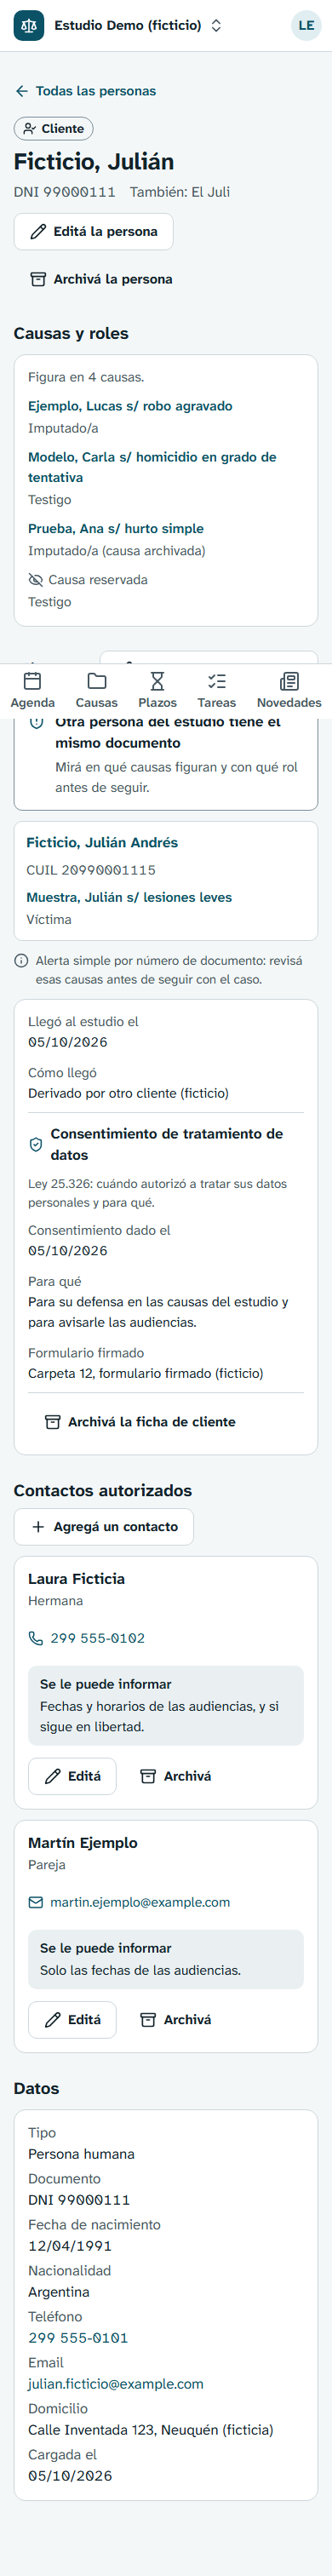 Estudio Demo (ficticio)
LE
Todas las personas
Cliente
Ficticio, Julián
DNI 99000111 También: El Juli
Editá la persona
Archivá la persona
Causas y roles
Figura en 4 causas.
Ejemplo, Lucas s/ robo agravado
Imputado/a
Modelo, Carla s/ homicidio en grado de
tentativa
Testigo
Prueba, Ana s/ hurto simple
Imputado/a (causa archivada)
Causa reservada
Testigo
Agenda Causas Plazos Tareas Novedades
Otra persona del estudio tiene el
mismo documento
Mirá en qué causas figuran y con qué rol
antes de seguir.
Ficticio, Julián Andrés
CUIL 20990001115
Muestra, Julián s/ lesiones leves
Víctima
Alerta simple por número de documento: revisá
esas causas antes de seguir con el caso.
Llegó al estudio el
05/10/2026
Cómo llegó
Derivado por otro cliente (ficticio)
Consentimiento de tratamiento de
datos
Ley 25.326: cuándo autorizó a tratar sus datos
personales y para qué.
Consentimiento dado el
05/10/2026
Para qué
Para su defensa en las causas del estudio y
para avisarle las audiencias.
Formulario firmado
Carpeta 12, formulario firmado (ficticio)
Archivá la ficha de cliente
Contactos autorizados
Agregá un contacto
Laura Ficticia
Hermana
299 555-0102
Se le puede informar
Fechas y horarios de las audiencias, y si
sigue en libertad.
Editá Archivá
Martín Ejemplo
Pareja
martin.ejemplo@example.com
Se le puede informar
Solo las fechas de las audiencias.
Editá Archivá
Datos
Tipo
Persona humana
Documento
DNI 99000111
Fecha de nacimiento
12/04/1991
Nacionalidad
Argentina
Teléfono
299 555-0101
Email
julian.ficticio@example.com
Domicilio
Calle Inventada 123, Neuquén (ficticia)
Cargada el
05/10/2026